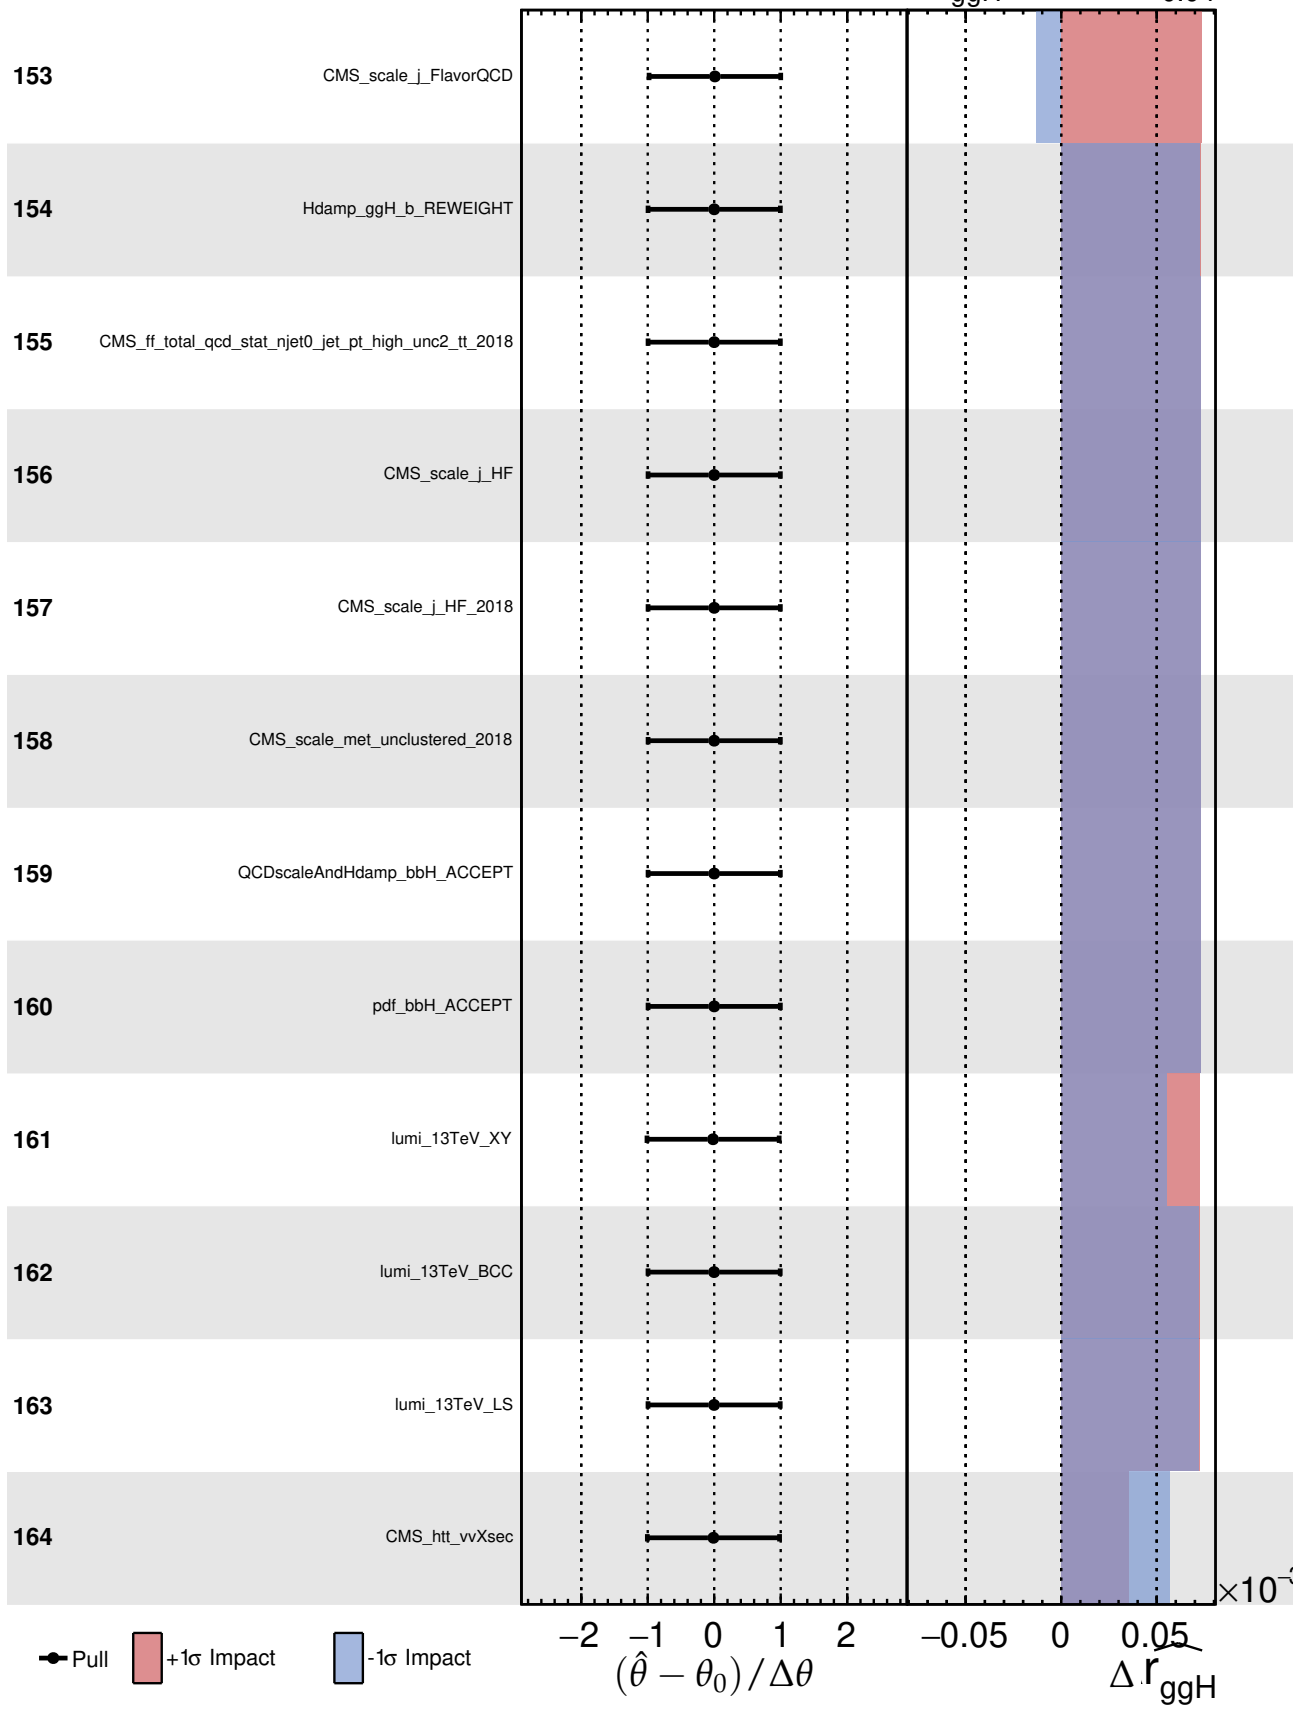 153 CMS_scale_j_FlavorQCD
154 Hdamp_ggH_b_REWEIGHT
155 CMS_ff_total_qcd_stat_njet0_jet_pt_high_unc2_tt_2018
156 CMS_scale_j_HF
157 CMS_scale_j_HF_2018
158 CMS_scale_met_unclustered_2018
159 QCDscaleAndHdamp_bbH_ACCEPT
160 pdf_bbH_ACCEPT
161 lumi_13TeV_XY
162 lumi_13TeV_BCC
163 lumi_13TeV_LS
164 CMS_htt_vvXsec
×10⁻³
−2 −1 0 1 2 −0.05 0 0.05
Pull +1σ Impact -1σ Impact
(θ̂ − θ₀)/Δθ Δ r̂ggH